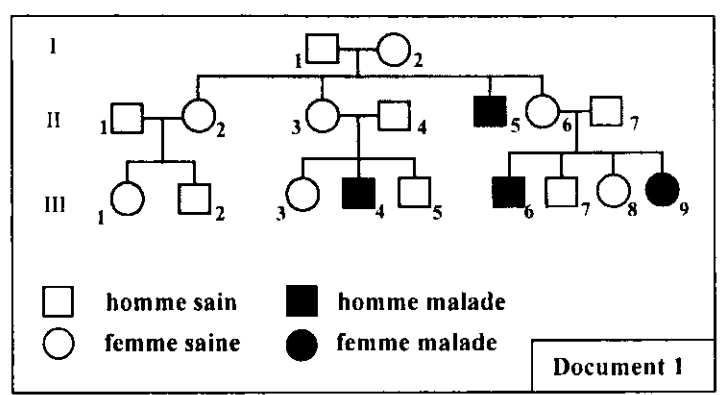 I 1 2
II 1 2 3 4 5 6 7
III 1 2 3 4 5 6 7 8 9
homme sain homme malade
femme saine femme malade
Document 1